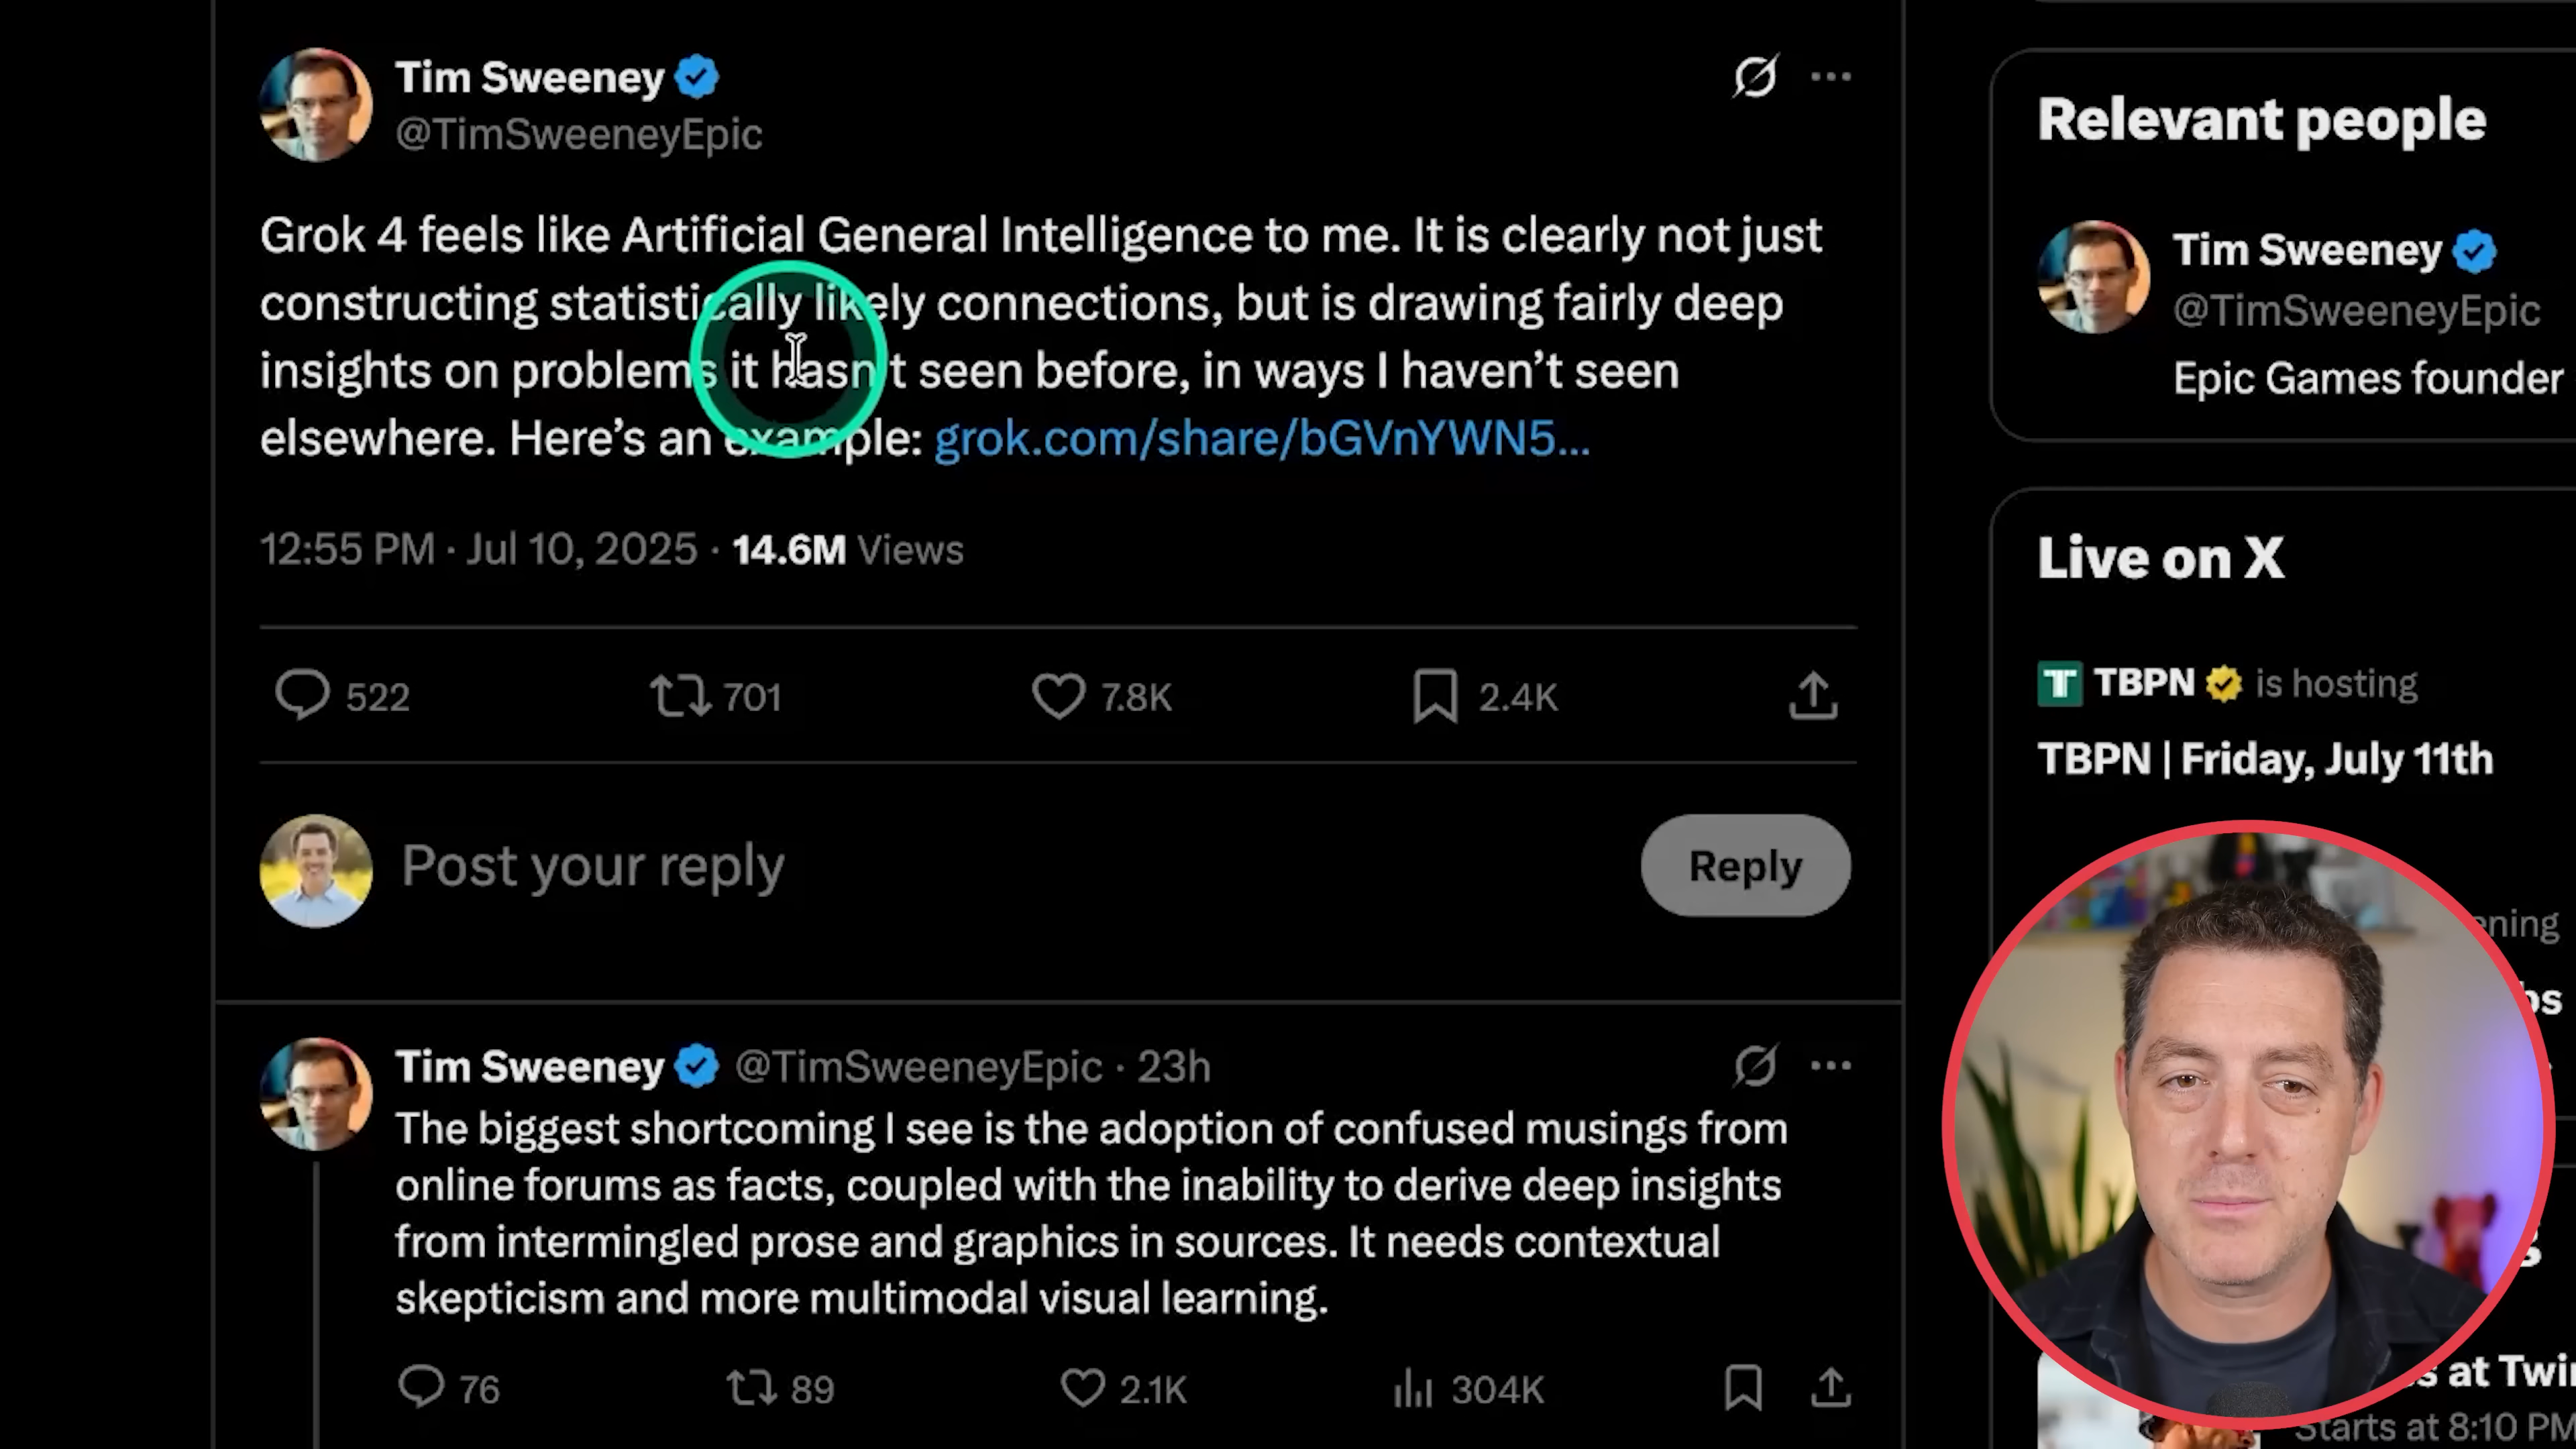 Tim Sweeney
@TimSweeneyEpic
Grok 4 feels like Artificial General Intelligence to me. It is clearly not just
constructing statistically likely connections, but is drawing fairly deep
insights on problems it hasn't seen before, in ways I haven’t seen
elsewhere. Here’s an example: grok.com/share/bGVnYWN5...
12:55 PM · Jul 10, 2025 · 14.6M Views
522 701 7.8K 2.4K
Post your reply
Reply
Tim Sweeney @TimSweeneyEpic · 23h
The biggest shortcoming I see is the adoption of confused musings from
online forums as facts, coupled with the inability to derive deep insights
from intermingled prose and graphics in sources. It needs contextual
skepticism and more multimodal visual learning.
76 89 2.1K 304K
Relevant people
Tim Sweeney
@TimSweeneyEpic
Epic Games founder
Live on X
TBPN is hosting
TBPN | Friday, July 11th
at
Starts at 8:10 PM